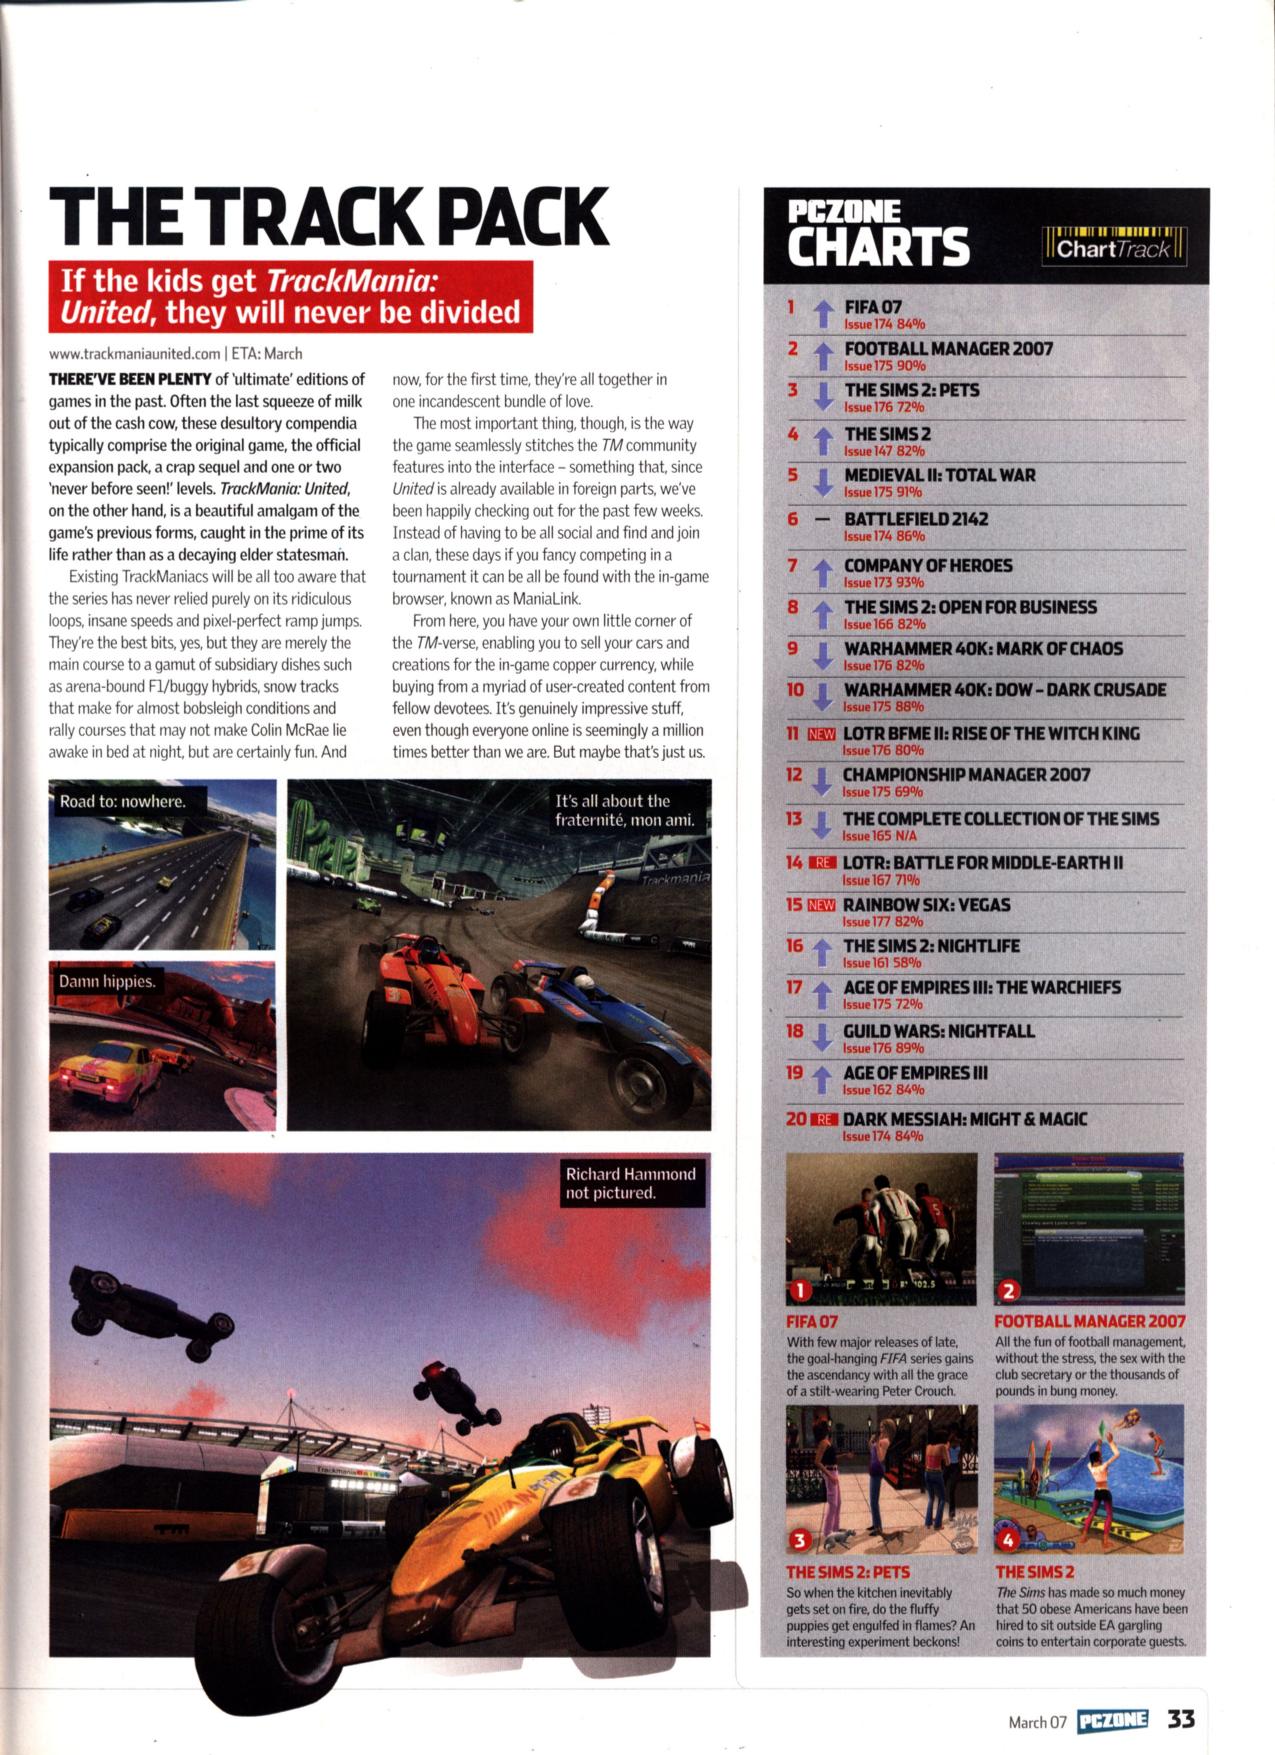 THE TRACK PACK
If the kids get TrackMania:
United, they will never be divided
www.trackmaniaunited.com | ETA: March
THERE'VE BEEN PLENTY of 'ultimate' editions of
games in the past. Often the last squeeze of milk
out of the cash cow, these desultory compendia
typically comprise the original game, the official
expansion pack, a crap sequel and one or two
'never before seen!' levels. TrackMania: United,
on the other hand, is a beautiful amalgam of the
game's previous forms, caught in the prime of its
life rather than as a decaying elder statesman.
Existing TrackManiacs will be all too aware that
the series has never relied purely on its ridiculous
loops, insane speeds and pixel-perfect ramp jumps.
They're the best bits, yes, but they are merely the
main course to a gamut of subsidiary dishes such
as arena-bound F1/buggy hybrids, snow tracks
that make for almost bobsleigh conditions and
rally courses that may not make Colin McRae lie
awake in bed at night, but are certainly fun. And
now, for the first time, they're all together in
one incandescent bundle of love.
The most important thing, though, is the way
the game seamlessly stitches the TM community
features into the interface – something that, since
United is already available in foreign parts, we've
been happily checking out for the past few weeks.
Instead of having to be all social and find and join
a clan, these days if you fancy competing in a
tournament it can be all be found with the in-game
browser, known as ManiaLink.
From here, you have your own little corner of
the TM-verse, enabling you to sell your cars and
creations for the in-game copper currency, while
buying from a myriad of user-created content from
fellow devotees. It's genuinely impressive stuff,
even though everyone online is seemingly a million
times better than we are. But maybe that's just us.
Road to: nowhere.
It's all about the
fraternité, mon ami.
Trackmania
Damn hippies.
Richard Hammond
not pictured.
Trackmania
PCZONE
CHARTS
ChartTrack
1 FIFA 07
Issue 174 84%
2 FOOTBALL MANAGER 2007
Issue 175 90%
3 THE SIMS 2: PETS
Issue 176 72%
4 THE SIMS 2
Issue 147 82%
5 MEDIEVAL II: TOTAL WAR
Issue 175 91%
6 — BATTLEFIELD 2142
Issue 174 86%
7 COMPANY OF HEROES
Issue 173 93%
8 THE SIMS 2: OPEN FOR BUSINESS
Issue 166 82%
9 WARHAMMER 40K: MARK OF CHAOS
Issue 176 82%
10 WARHAMMER 40K: DOW – DARK CRUSADE
Issue 175 88%
11 NEW LOTR BFME II: RISE OF THE WITCH KING
Issue 176 80%
12 CHAMPIONSHIP MANAGER 2007
Issue 175 69%
13 THE COMPLETE COLLECTION OF THE SIMS
Issue 165 N/A
14 RE LOTR: BATTLE FOR MIDDLE-EARTH II
Issue 167 71%
15 NEW RAINBOW SIX: VEGAS
Issue 177 82%
16 THE SIMS 2: NIGHTLIFE
Issue 161 58%
17 AGE OF EMPIRES III: THE WARCHIEFS
Issue 175 72%
18 GUILD WARS: NIGHTFALL
Issue 176 89%
19 AGE OF EMPIRES III
Issue 162 84%
20 RE DARK MESSIAH: MIGHT & MAGIC
Issue 174 84%
1
FIFA 07
With few major releases of late,
the goal-hanging FIFA series gains
the ascendancy with all the grace
of a stilt-wearing Peter Crouch.
2
FOOTBALL MANAGER 2007
All the fun of football management,
without the stress, the sex with the
club secretary or the thousands of
pounds in bung money.
3
THE SIMS 2: PETS
So when the kitchen inevitably
gets set on fire, do the fluffy
puppies get engulfed in flames? An
interesting experiment beckons!
4
THE SIMS 2
The Sims has made so much money
that 50 obese Americans have been
hired to sit outside EA gargling
coins to entertain corporate guests.
March 07 PCZONE 33